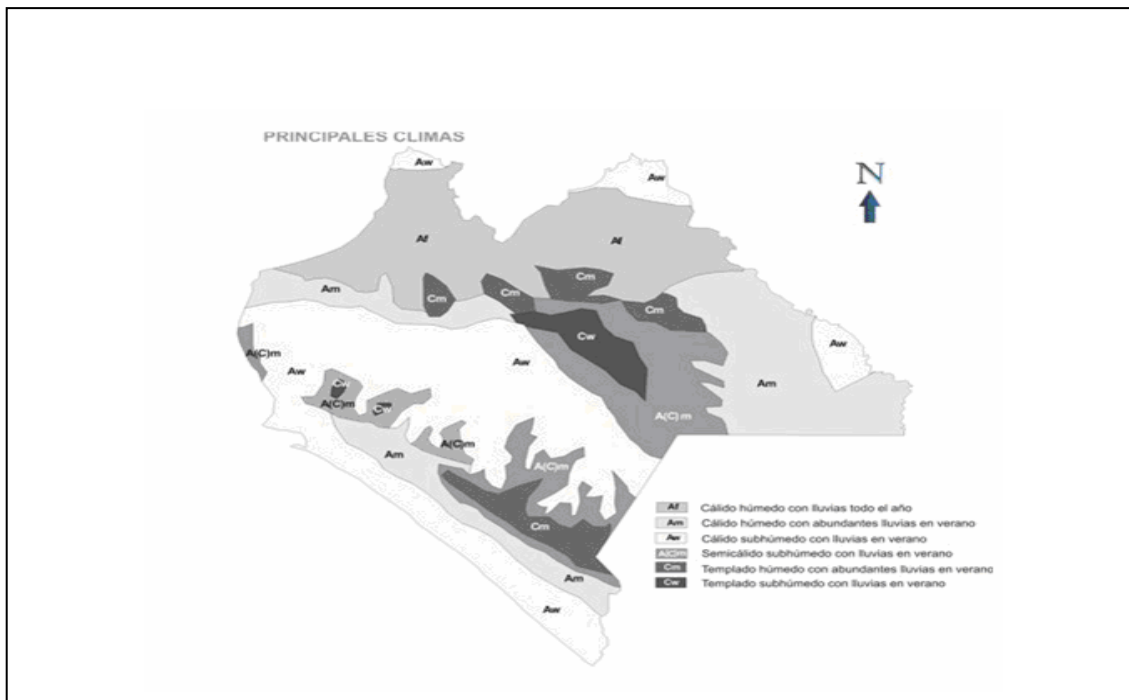 PRINCIPALES CLIMAS
Aw
Aw
N
Af
Af
Cm
Am
Cm
Cm
Cm
Cw
A(C)m
Aw
Aw
Aw
Am
Cw
A(C)m
Cw
A(C)m
A(C)m
Am
A(C)m
Cm
Am
Aw
Af Cálido húmedo con lluvias todo el año
Am Cálido húmedo con abundantes lluvias en verano
Aw Cálido subhúmedo con lluvias en verano
A(C)m Semicálido subhúmedo con lluvias en verano
Cm Templado húmedo con abundantes lluvias en verano
Cw Templado subhúmedo con lluvias en verano